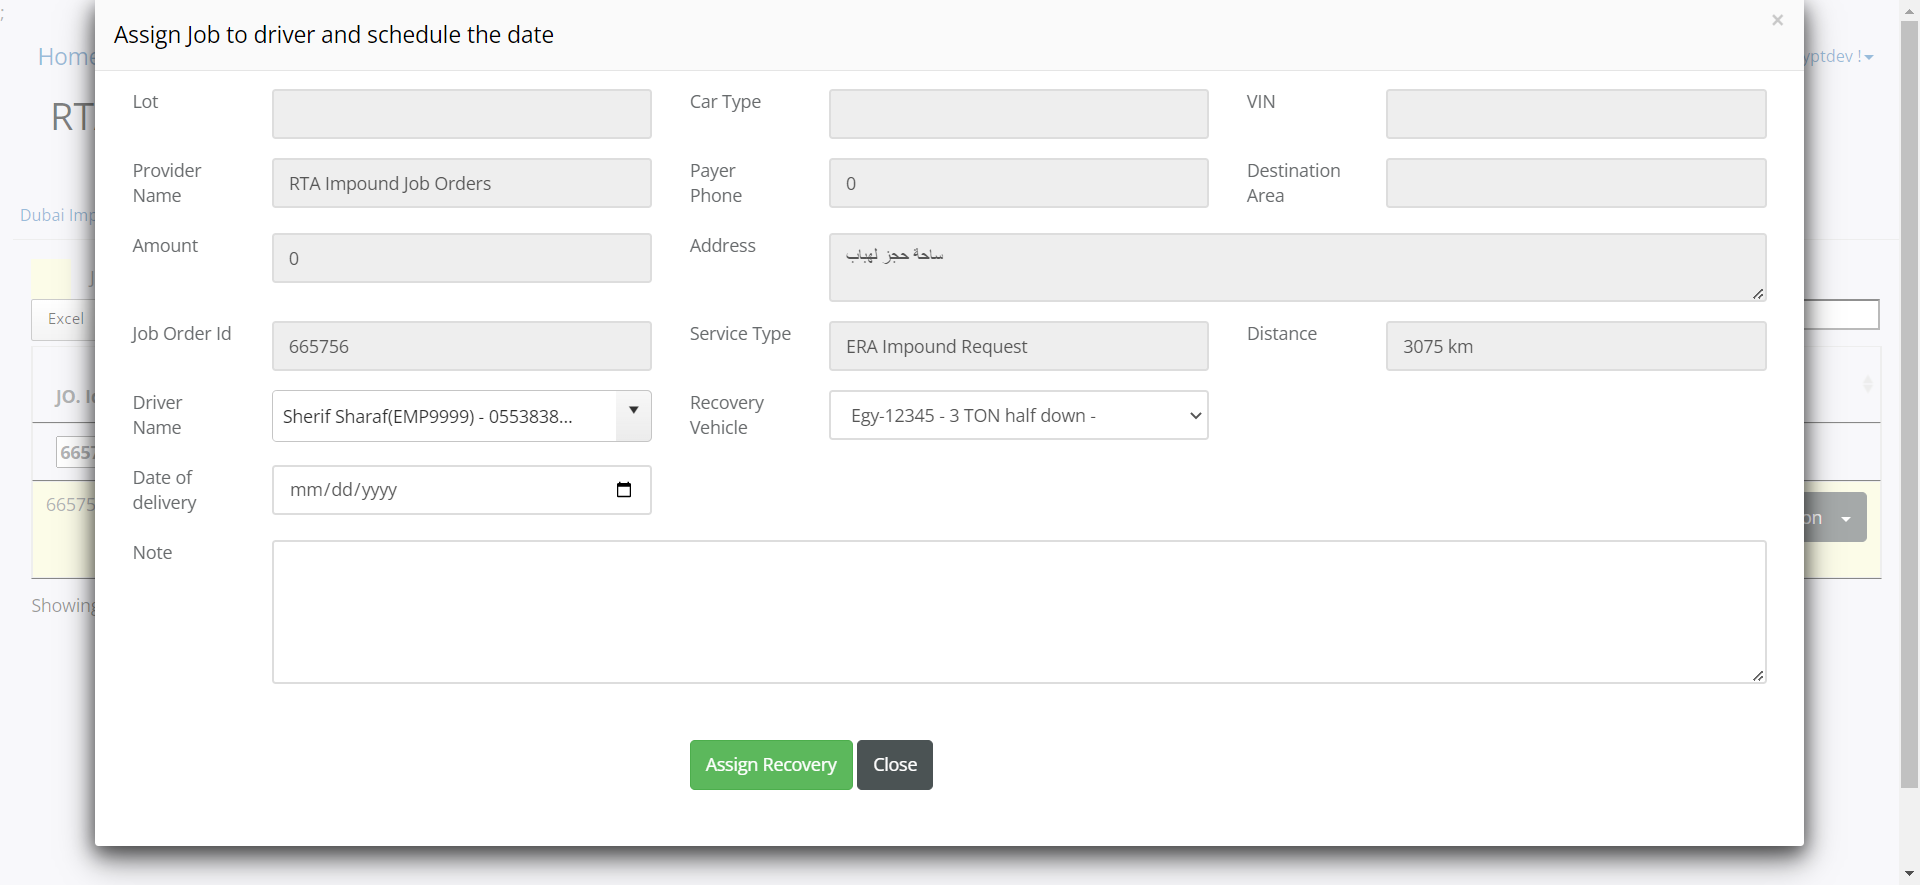 ;
Assign Job to driver and schedule the date
×
Home
yptdev !
RT
Lot
Car Type
VIN
Provider Name
RTA Impound Job Orders
Payer Phone
0
Destination Area
Dubai Imp
Amount
0
Address
ساحة حجز لهباب
Excel
Job Order Id
665756
Service Type
ERA Impound Request
Distance
3075 km
JO. Id
Driver Name
Sherif Sharaf(EMP9999) - 0553838...
Recovery Vehicle
Egy-12345 - 3 TON half down -
6657
Date of delivery
mm/dd/yyyy
66575
on
Note
Showing
Assign Recovery
Close